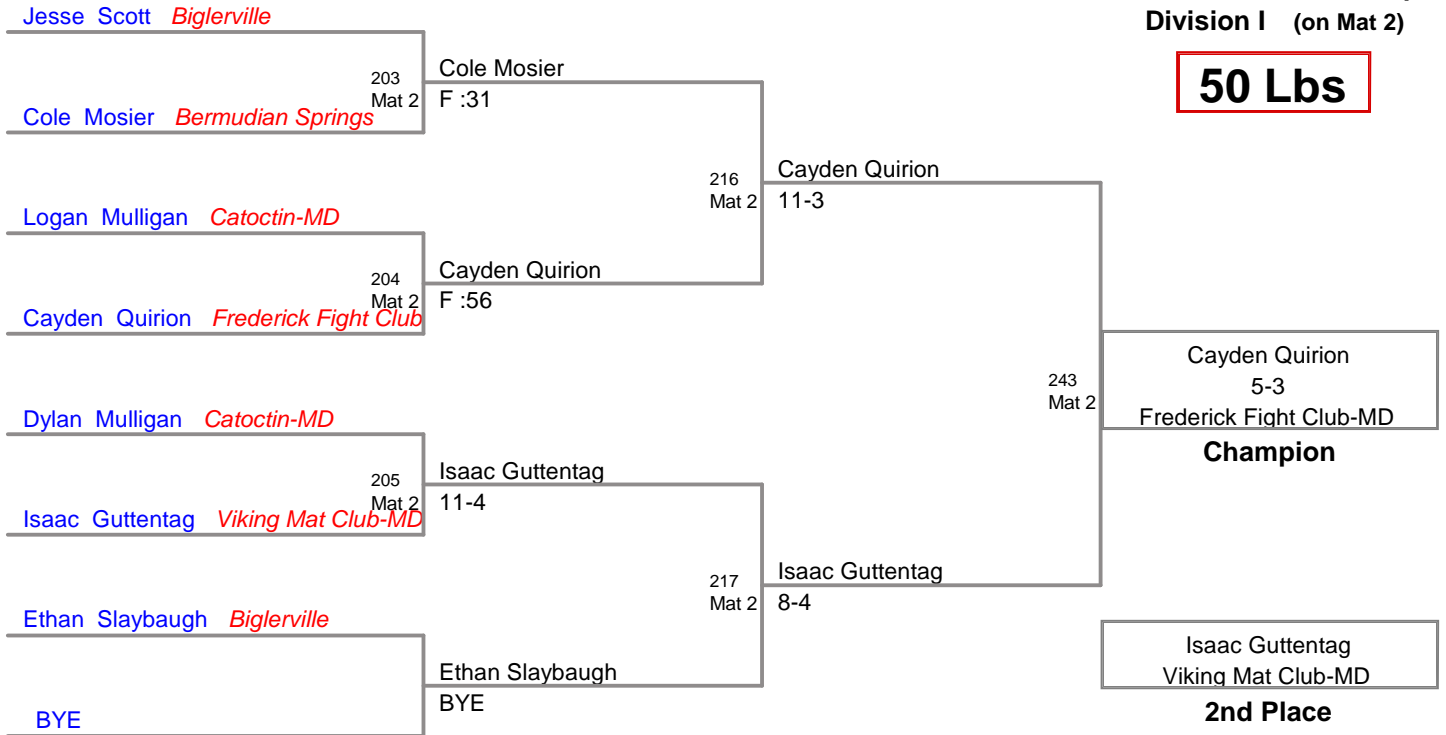 Jesse Scott Biglerville
Division I (on Mat 2)
50 Lbs
203
Mat 2
Cole Mosier
F :31
Cole Mosier Bermudian Springs
216
Mat 2
Cayden Quirion
11-3
Logan Mulligan Catoctin-MD
204
Mat 2
Cayden Quirion
F :56
Cayden Quirion Frederick Fight Club
243
Mat 2
Cayden Quirion
5-3
Frederick Fight Club-MD
Champion
Dylan Mulligan Catoctin-MD
205
Mat 2
Isaac Guttentag
11-4
Isaac Guttentag Viking Mat Club-MD
217
Mat 2
Isaac Guttentag
8-4
Ethan Slaybaugh Biglerville
Ethan Slaybaugh
BYE
BYE
Isaac Guttentag
Viking Mat Club-MD
2nd Place